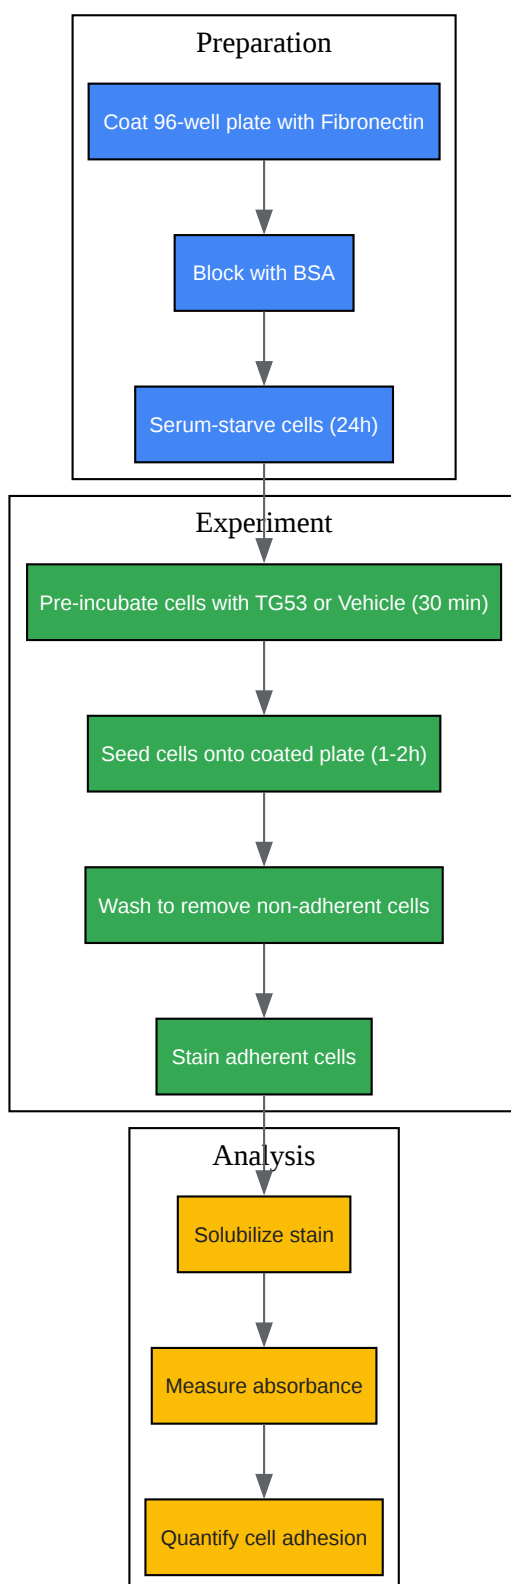 Preparation
Coat 96-well plate with Fibronectin
Block with BSA
Serum-starve cells (24h)
Experiment
Pre-incubate cells with TG53 or Vehicle (30 min)
Seed cells onto coated plate (1-2h)
Wash to remove non-adherent cells
Stain adherent cells
Analysis
Solubilize stain
Measure absorbance
Quantify cell adhesion